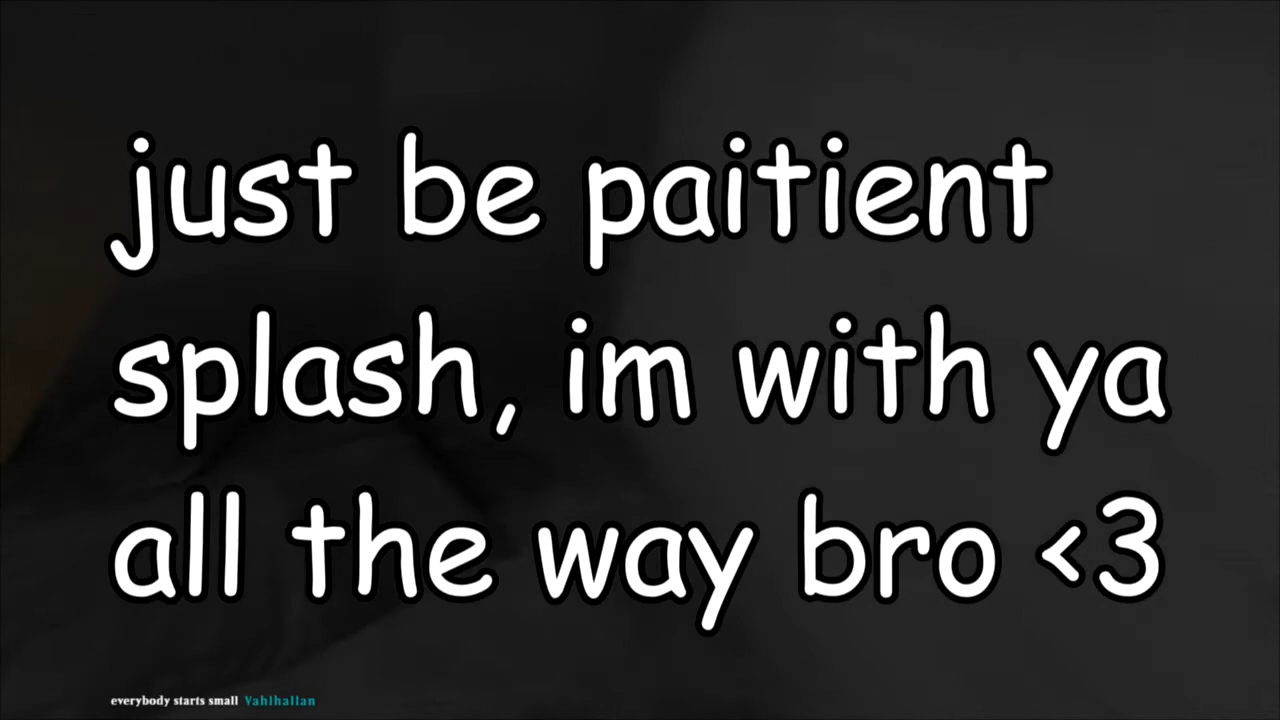 just be paitient
splash, im with ya
all the way bro <3
everybody starts small Vahlhallan